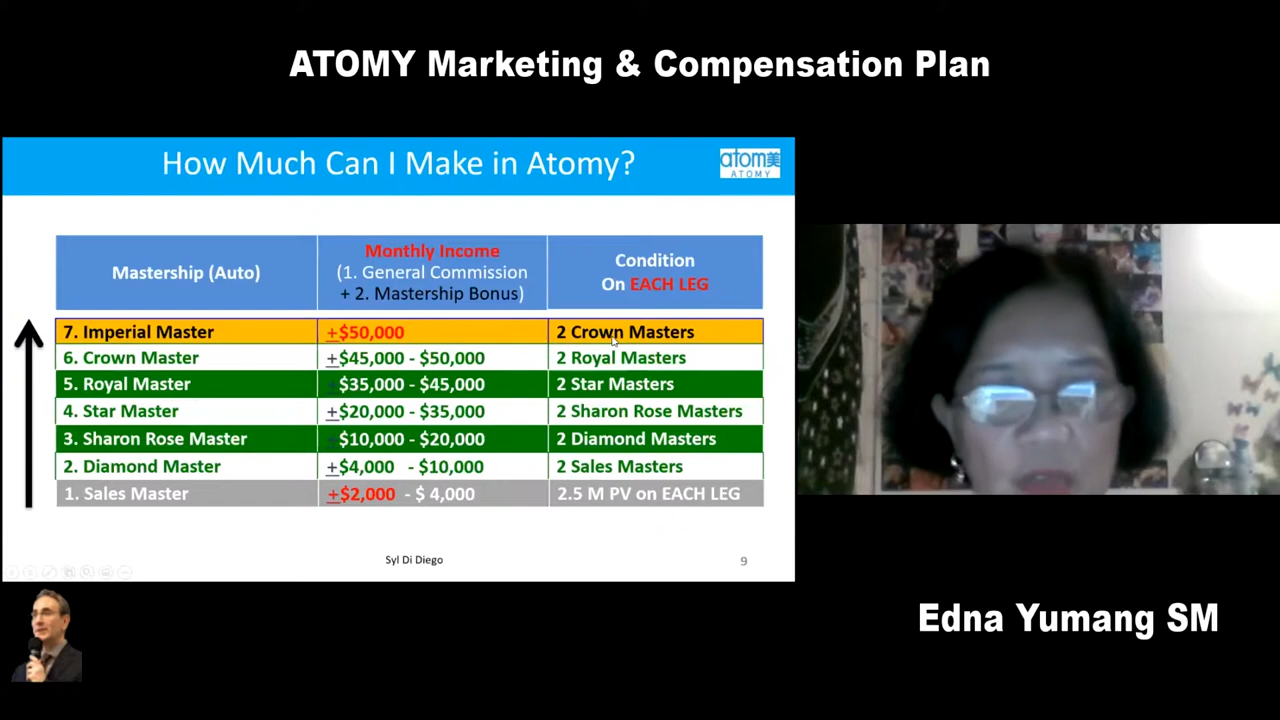 ATOMY Marketing & Compensation Plan
How Much Can I Make in Atomy?
atom美
ATOMY
Mastership (Auto)
Monthly Income
(1. General Commission
+ 2. Mastership Bonus)
Condition
On EACH LEG
7. Imperial Master +$50,000 2 Crown Masters
6. Crown Master +$45,000 - $50,000 2 Royal Masters
5. Royal Master +$35,000 - $45,000 2 Star Masters
4. Star Master +$20,000 - $35,000 2 Sharon Rose Masters
3. Sharon Rose Master +$10,000 - $20,000 2 Diamond Masters
2. Diamond Master +$4,000 - $10,000 2 Sales Masters
1. Sales Master +$2,000 - $ 4,000 2.5 M PV on EACH LEG
Syl Di Diego
9
Edna Yumang SM